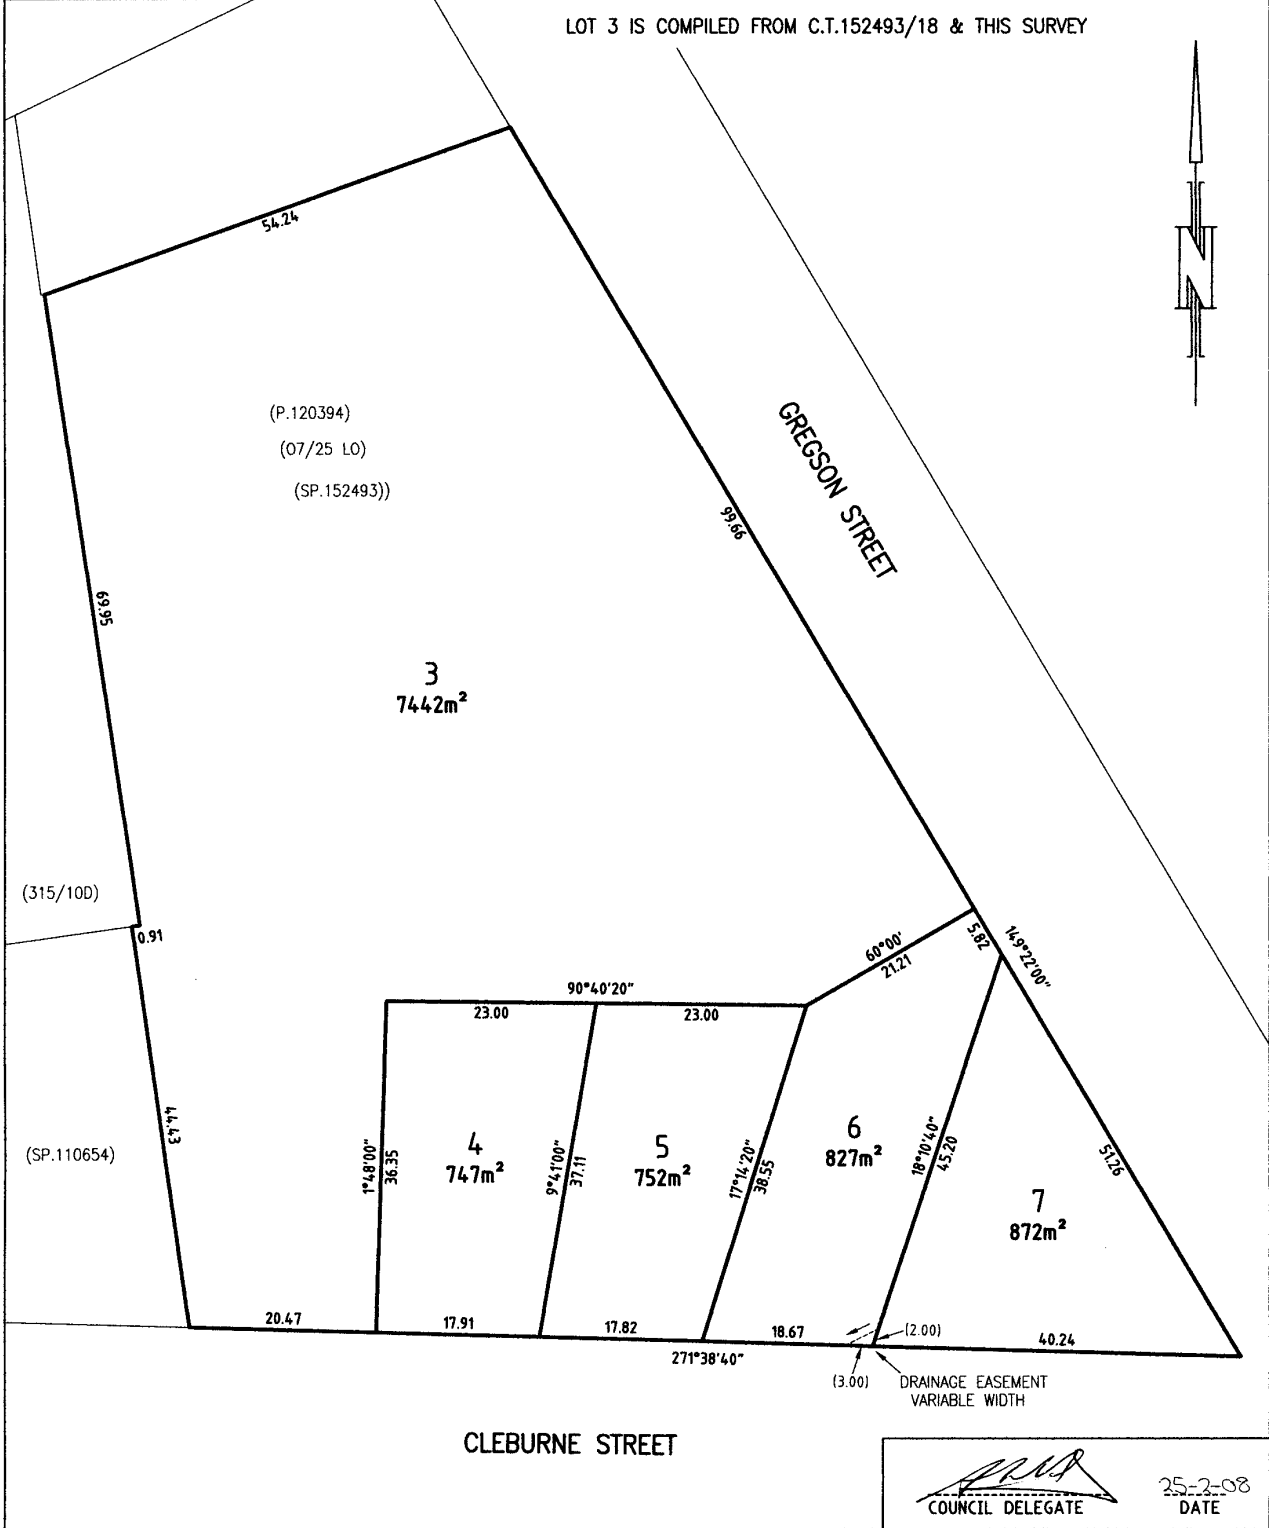 LOT 3 IS COMPILED FROM C.T.152493/18 & THIS SURVEY
54.24
N
(P.120394)
(07/25 LO)
(SP.152493))
GREGSON STREET
99.66
69.95
3
7442m²
(315/10D)
0.91
60°00'
21.21
5.82
149°22'00"
90°40'20"
23.00
23.00
44.43
(SP.110654)
1°48'00"
36.35
4
747m²
9°41'00"
37.11
5
752m²
17°14'20"
38.55
6
827m²
18°10'40"
45.20
7
872m²
51.26
20.47
17.91
17.82
18.67
(2.00)
40.24
271°38'40"
(3.00)
DRAINAGE EASEMENT
VARIABLE WIDTH
CLEBURNE STREET
25-2-08
COUNCIL DELEGATE
DATE